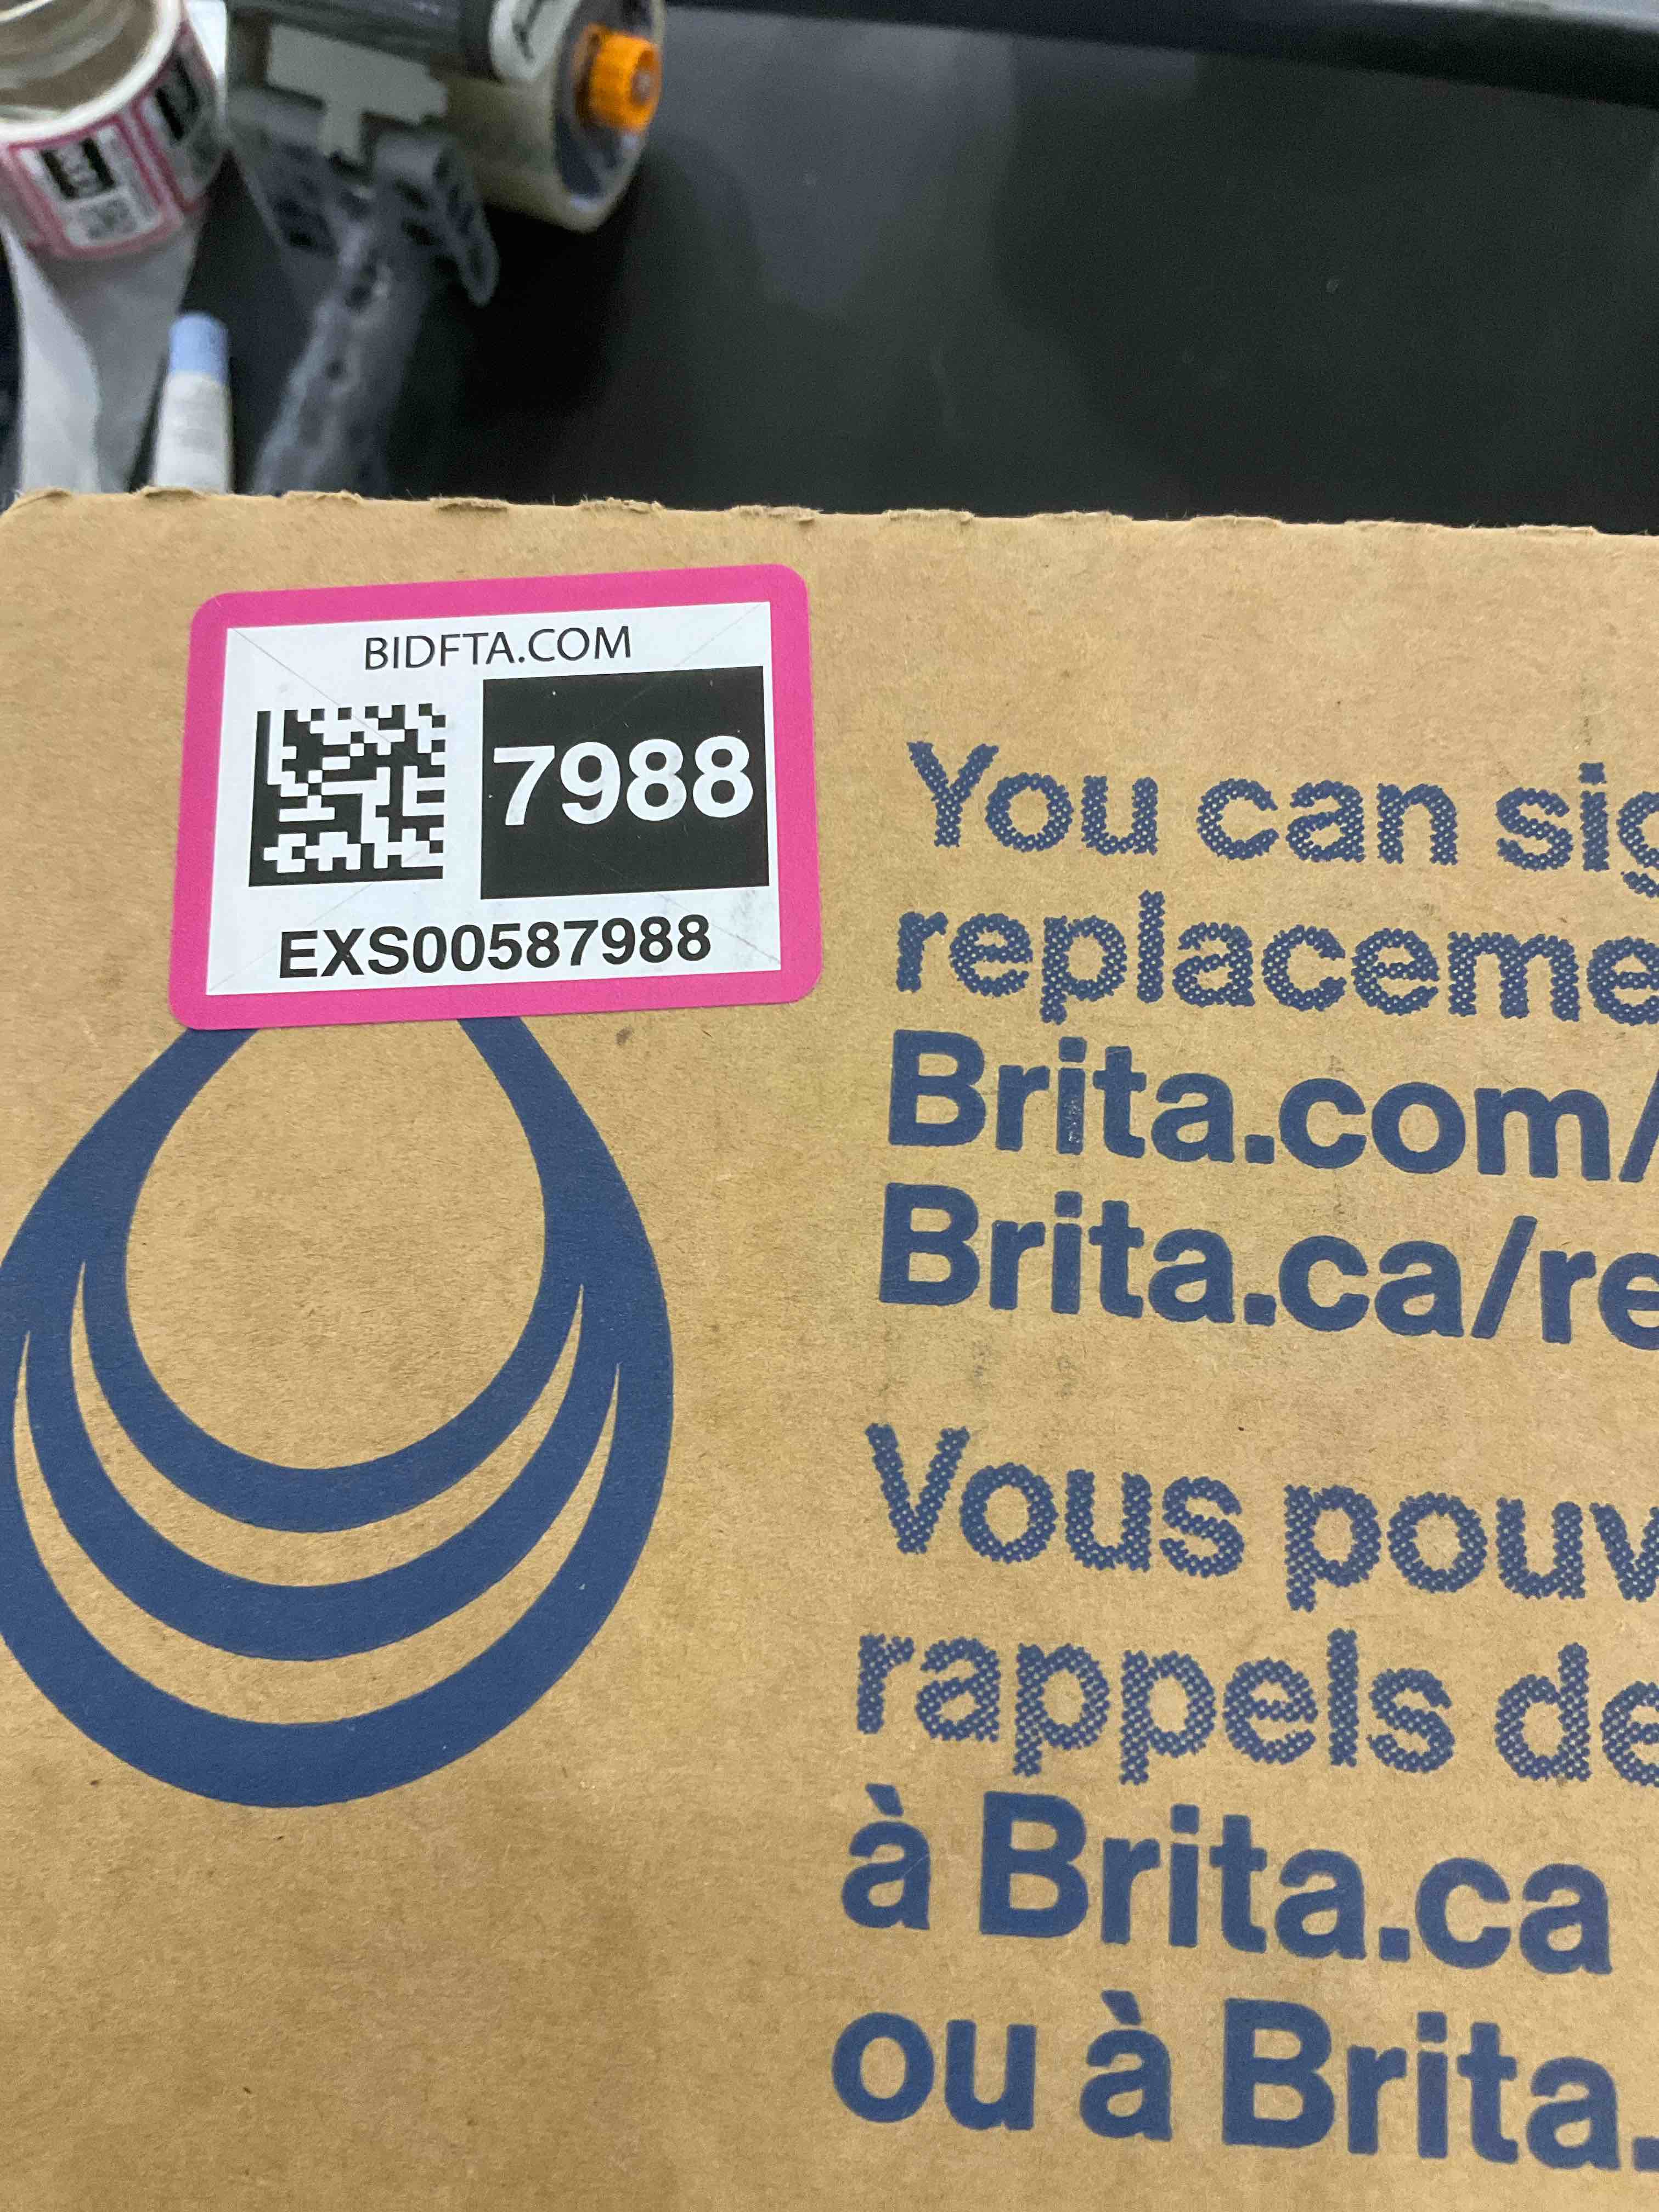 BIDFTA.COM
7988
EXS00587988
You can
replaceme
Brita.com/
Brita.ca/re
Vous pouv
rappels de
à Brita.ca
ou à Brita.